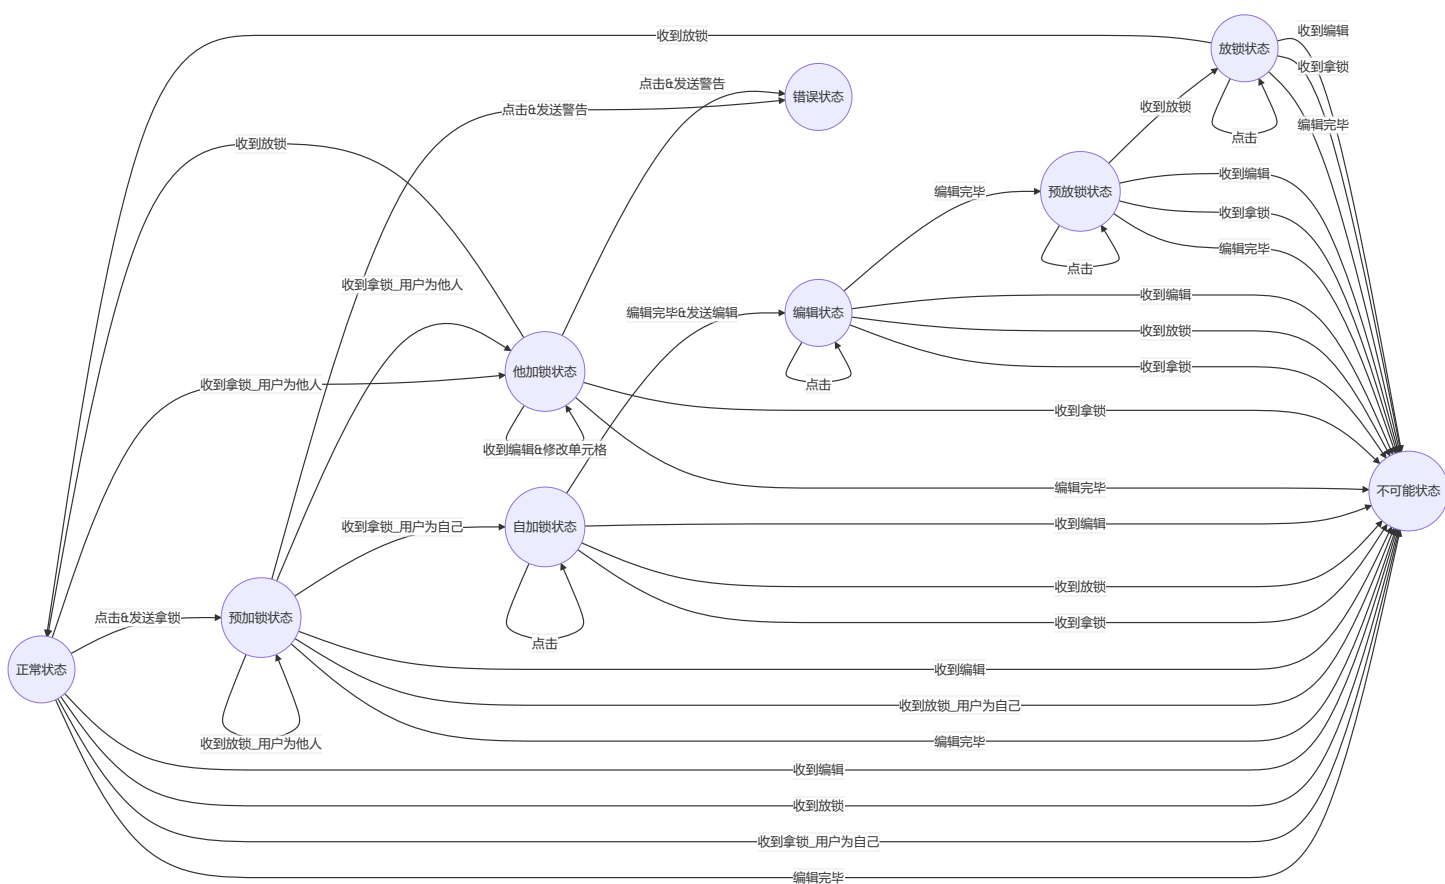 收到编辑
收到放锁
放锁状态
收到拿锁
点击&发送警告
错误状态
点击&发送警告
收到放锁
编辑完毕
点击
收到放锁
收到编辑
编辑完毕
预放锁状态
收到拿锁
编辑完毕
点击
收到拿锁_用户为他人
收到编辑
编辑完毕&发送编辑
编辑状态
收到放锁
收到拿锁
他加锁状态
收到拿锁_用户为他人
点击
收到拿锁
收到编辑&修改单元格
编辑完毕
不可能状态
收到拿锁_用户为自己
自加锁状态
收到编辑
收到放锁
点击&发送拿锁
预加锁状态
收到拿锁
点击
正常状态
收到编辑
收到放锁_用户为自己
收到放锁_用户为他人
编辑完毕
收到编辑
收到放锁
收到拿锁_用户为自己
编辑完毕